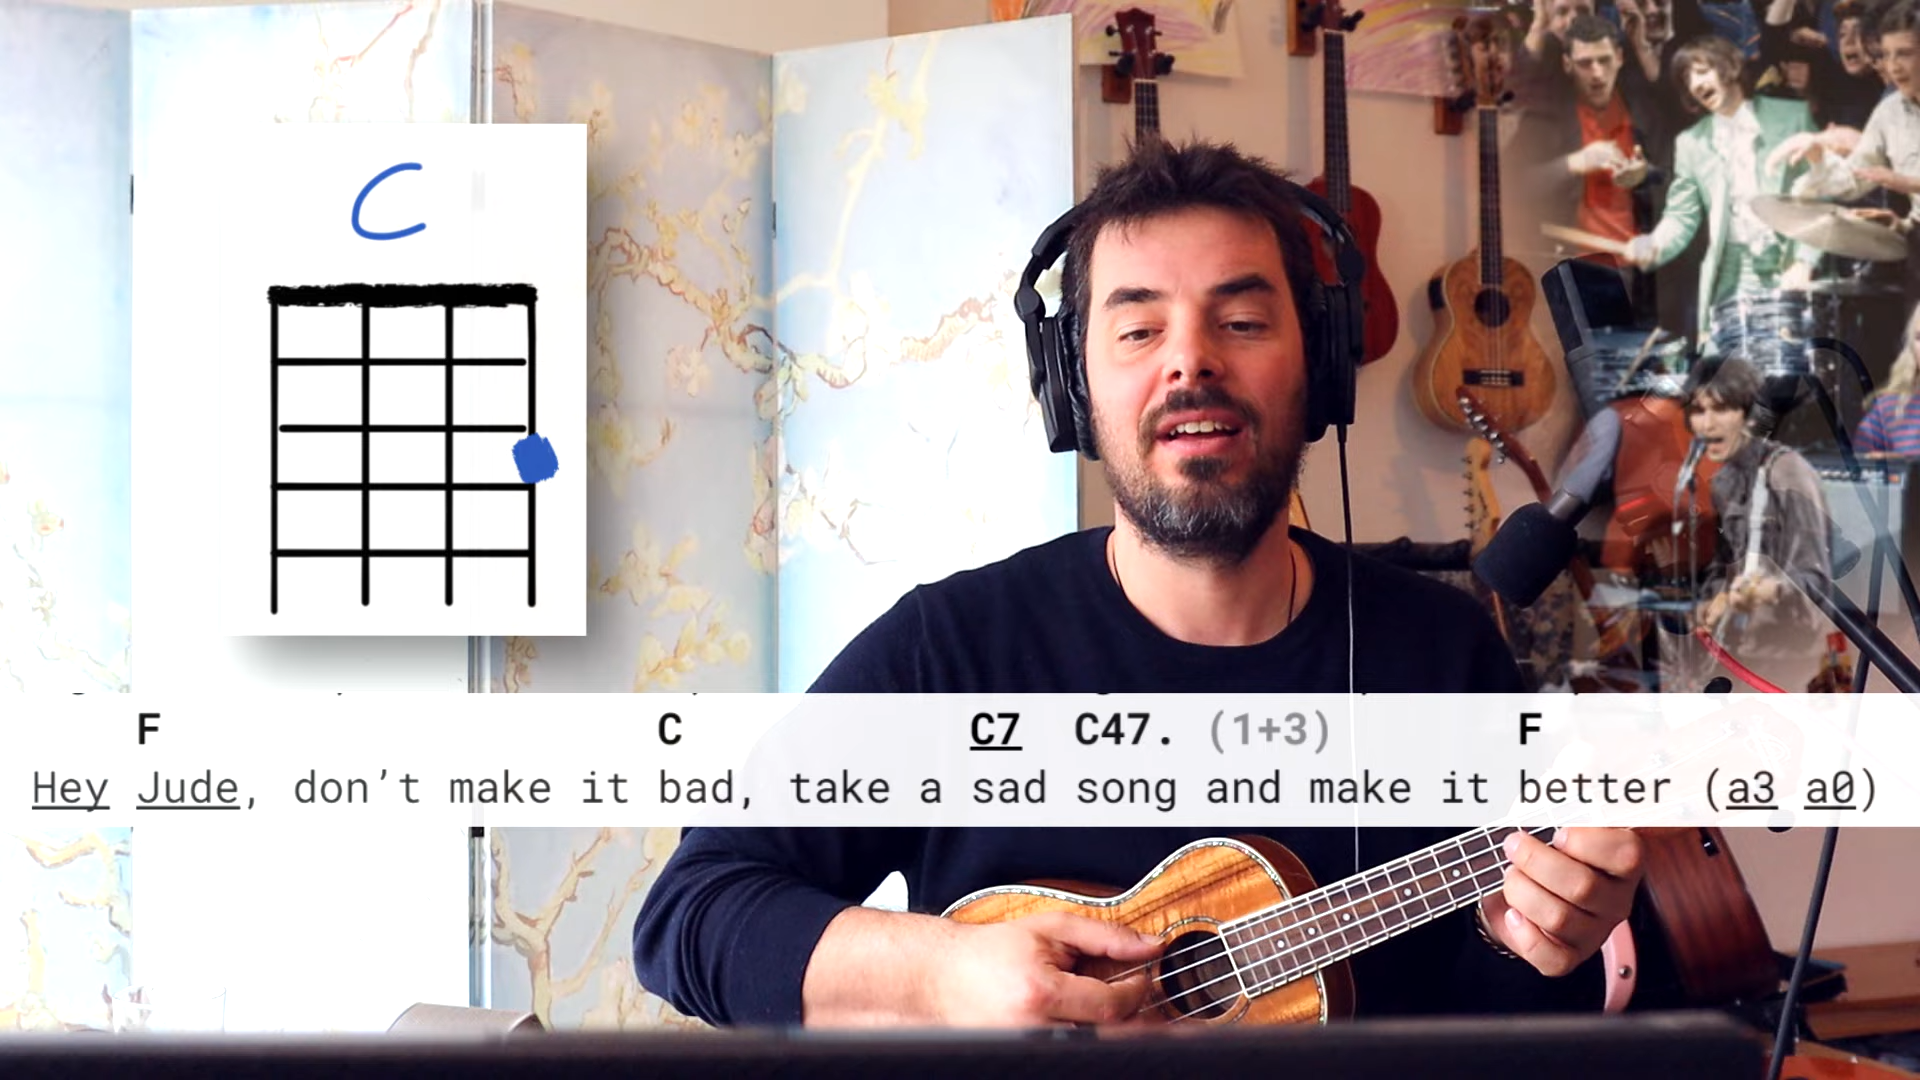 C
F C C7 C47. (1+3) F
Hey Jude, don’t make it bad, take a sad song and make it better (a3 a0)